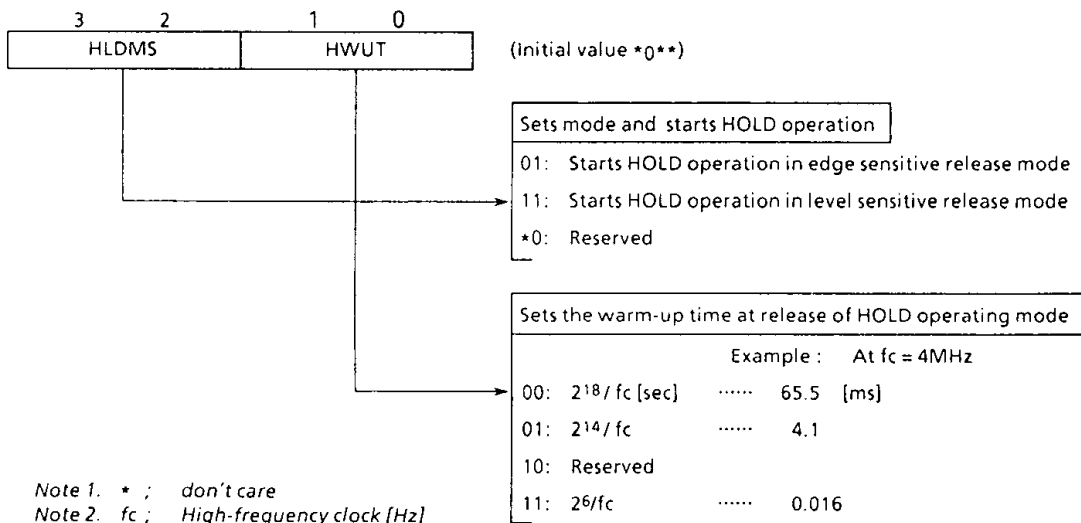 3 2 1 0
HLDMS HWUT (Initial value *0**)
Sets mode and starts HOLD operation
01: Starts HOLD operation in edge sensitive release mode
11: Starts HOLD operation in level sensitive release mode
*0: Reserved
Sets the warm-up time at release of HOLD operating mode
Example : At fc = 4MHz
00: 2¹⁸/ fc [sec] ...... 65.5 [ms]
01: 2¹⁴/ fc ...... 4.1
10: Reserved
11: 2⁶/fc ...... 0.016
Note 1. * ; don't care
Note 2. fc ; High-frequency clock [Hz]